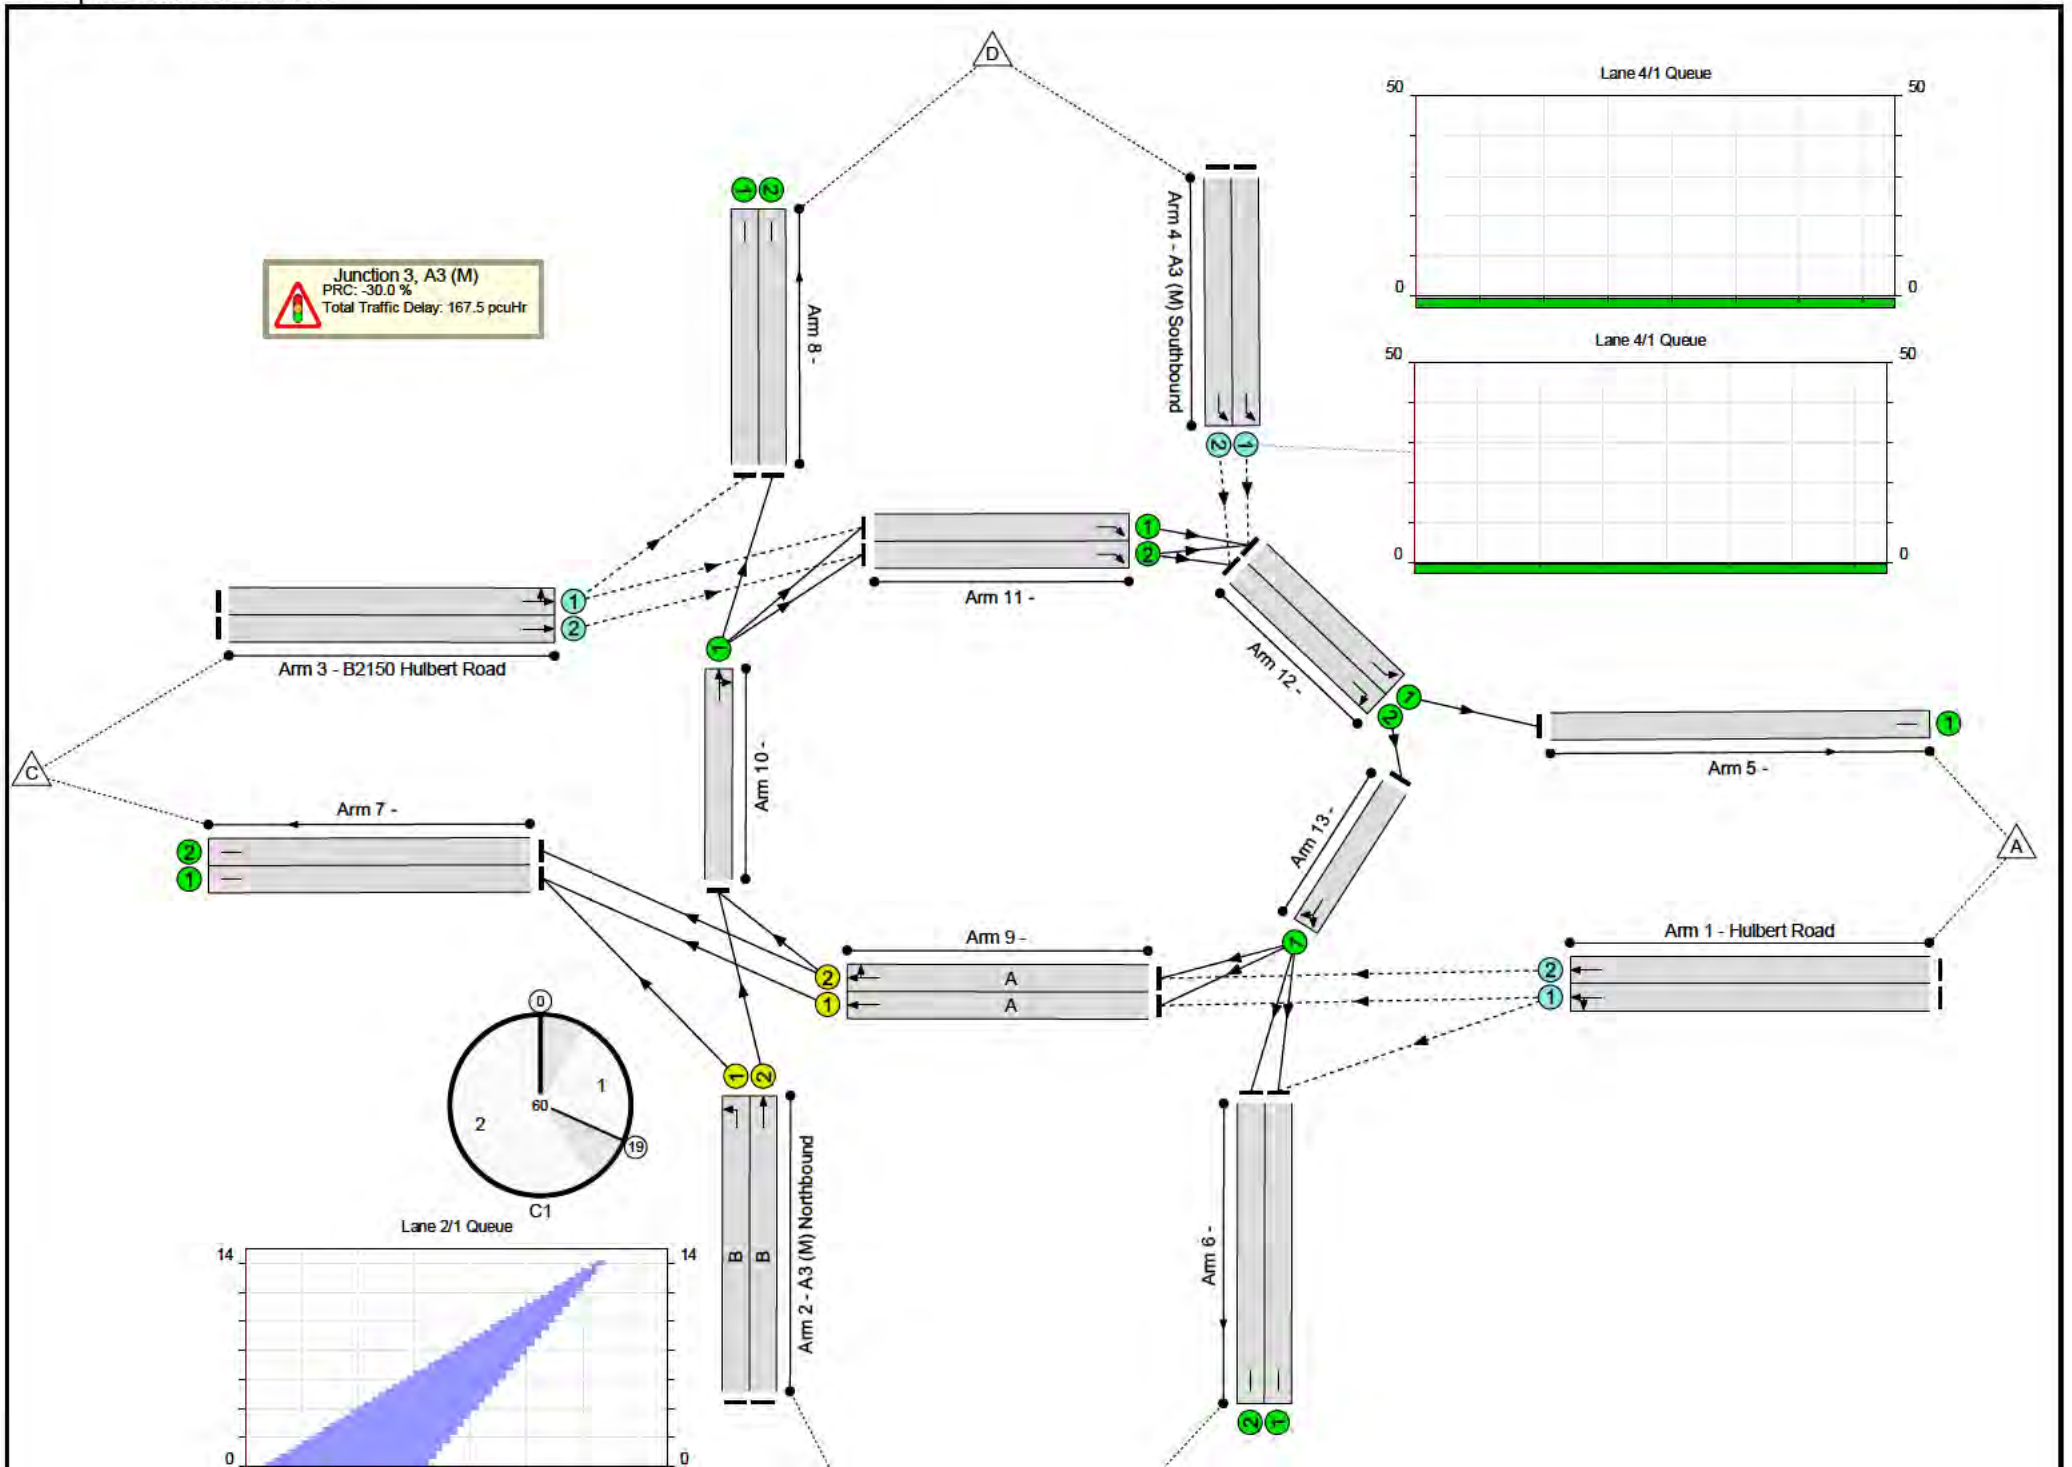 D
Lane 4/1 Queue
50
50
0
0
Junction 3, A3 (M)
PRC: -30.0 %
Total Traffic Delay: 167.5 pcuHr
1
2
Arm 8 -
Arm 4 - A3 (M) Southbound
2
1
Lane 4/1 Queue
50
50
0
0
1
2
Arm 11 -
1
2
Arm 3 - B2150 Hulbert Road
1
Arm 10 -
Arm 12 -
1
2
1
Arm 5 -
C
A
Arm 7 -
2
1
Arm 13 -
1
Arm 9 -
A
A
2
1
Arm 1 - Hulbert Road
2
1
0
1
2
60
19
C1
1
2
B
B
Arm 2 - A3 (M) Northbound
Arm 6 -
2
1
Lane 2/1 Queue
14
14
0
0